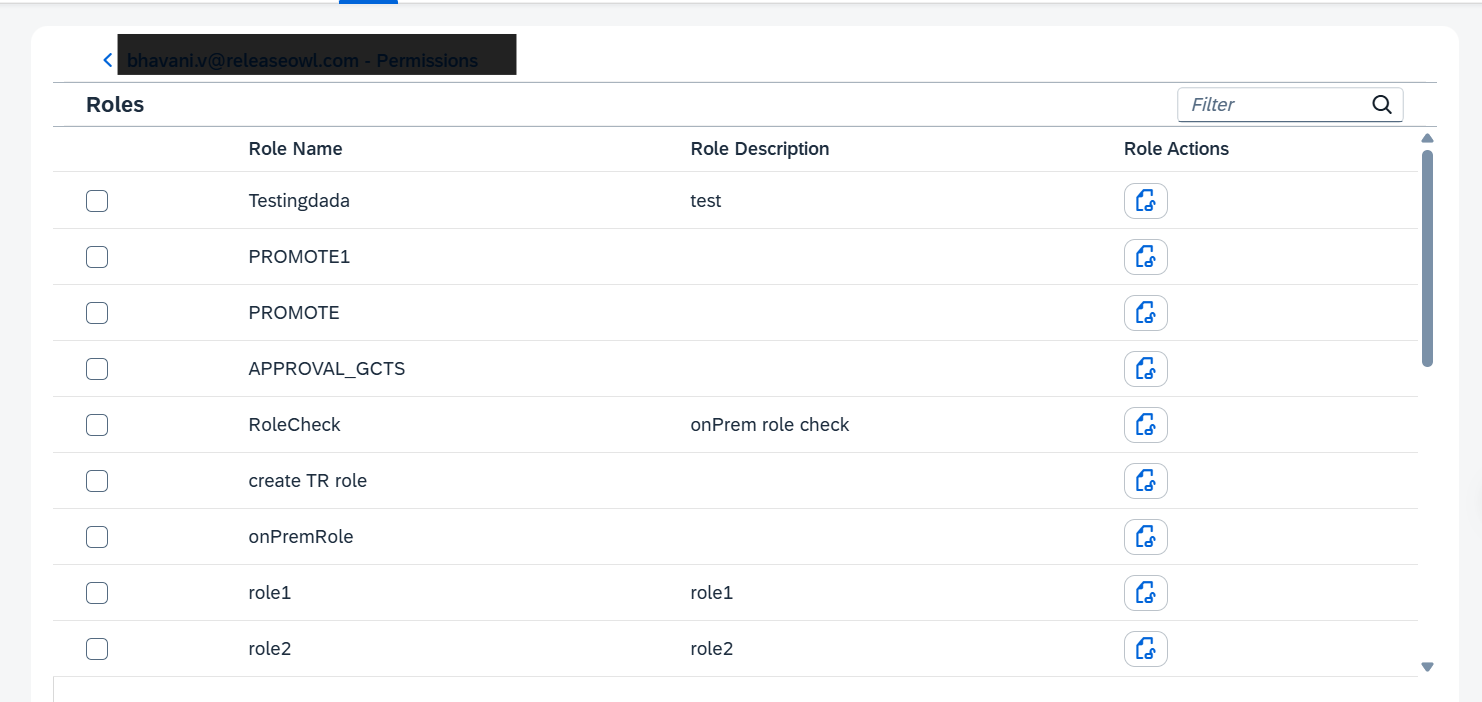 bhavani.v@releaseowl.com - Permissions
Roles
Filter
Role Name Role Description Role Actions
Testingdada test
PROMOTE1
PROMOTE
APPROVAL_GCTS
RoleCheck onPrem role check
create TR role
onPremRole
role1 role1
role2 role2